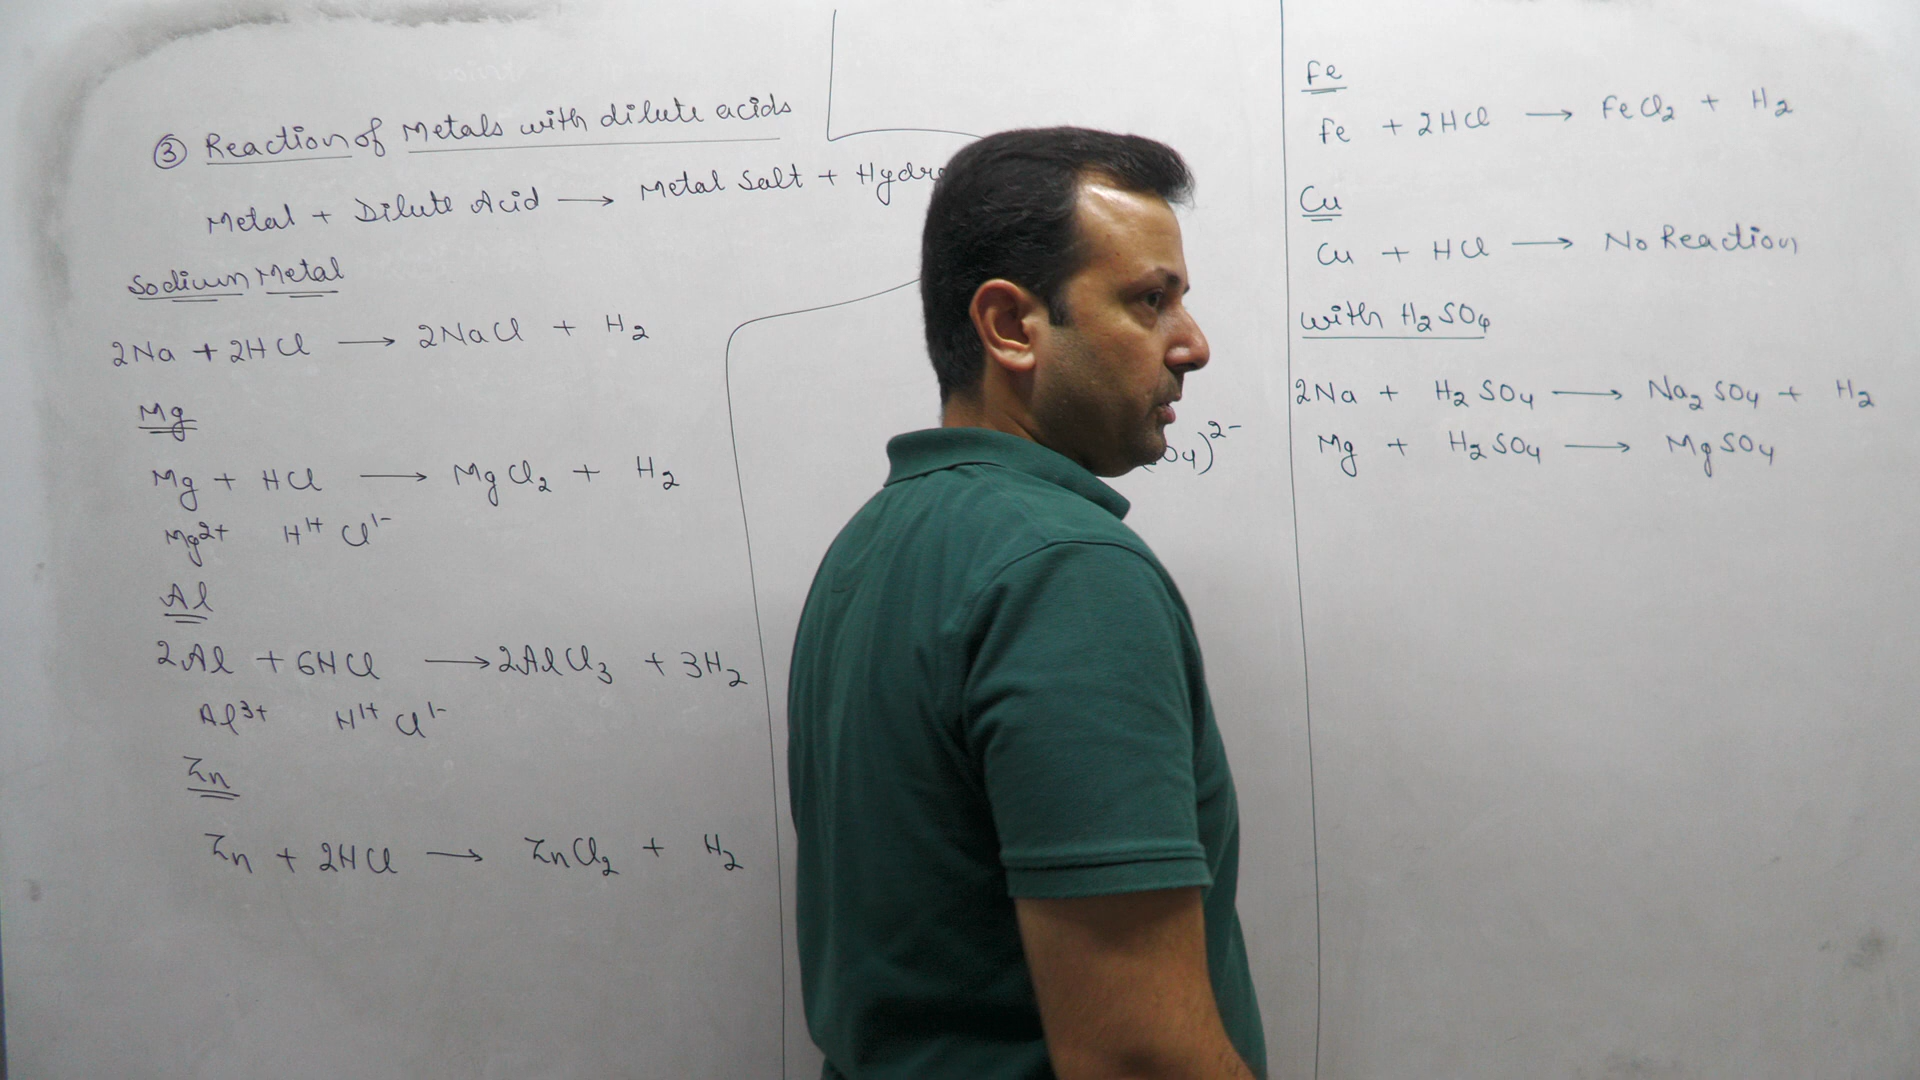 ③ Reaction of Metals with dilute acids
Metal + Dilute Acid ⟶ Metal Salt + Hydro
Sodium Metal
2Na + 2HCl ⟶ 2NaCl + H₂
Mg
Mg + HCl ⟶ MgCl₂ + H₂
Mg²⁺ H¹⁺ Cl¹⁻
Al
2Al + 6HCl ⟶ 2AlCl₃ + 3H₂
Al³⁺ H¹⁺ Cl¹⁻
Zn
Zn + 2HCl ⟶ ZnCl₂ + H₂
O₄)²⁻
Fe
Fe + 2HCl ⟶ FeCl₂ + H₂
Cu
Cu + HCl ⟶ No Reaction
with H₂SO₄
2Na + H₂SO₄ ⟶ Na₂SO₄ + H₂
Mg + H₂SO₄ ⟶ MgSO₄